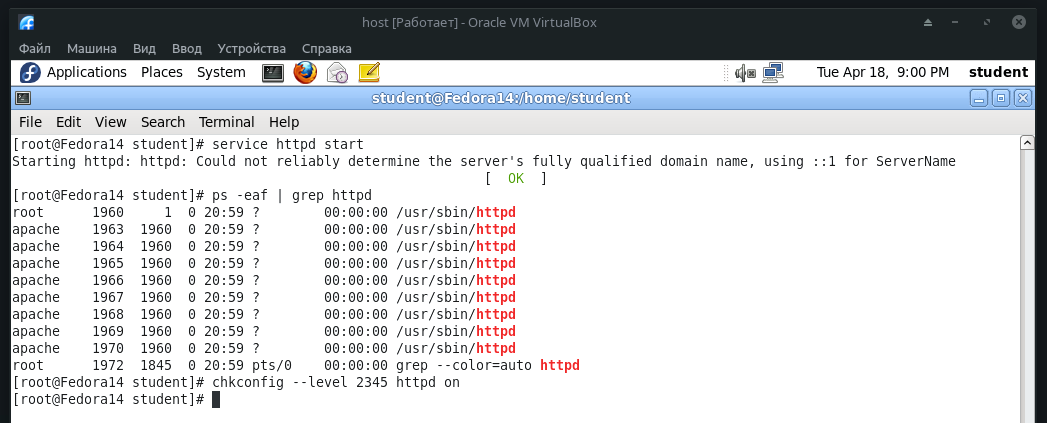 host [Работает] - Oracle VM VirtualBox
Файл Машина Вид Ввод Устройства Справка
Applications Places System Tue Apr 18, 9:00 PM student
student@Fedora14:/home/student
File Edit View Search Terminal Help
[root@Fedora14 student]# service httpd start
Starting httpd: httpd: Could not reliably determine the server's fully qualified domain name, using ::1 for ServerName
[  OK  ]
[root@Fedora14 student]# ps -eaf | grep httpd
root      1960     1  0 20:59 ?        00:00:00 /usr/sbin/httpd
apache    1963  1960  0 20:59 ?        00:00:00 /usr/sbin/httpd
apache    1964  1960  0 20:59 ?        00:00:00 /usr/sbin/httpd
apache    1965  1960  0 20:59 ?        00:00:00 /usr/sbin/httpd
apache    1966  1960  0 20:59 ?        00:00:00 /usr/sbin/httpd
apache    1967  1960  0 20:59 ?        00:00:00 /usr/sbin/httpd
apache    1968  1960  0 20:59 ?        00:00:00 /usr/sbin/httpd
apache    1969  1960  0 20:59 ?        00:00:00 /usr/sbin/httpd
apache    1970  1960  0 20:59 ?        00:00:00 /usr/sbin/httpd
root      1972  1845  0 20:59 pts/0    00:00:00 grep --color=auto httpd
[root@Fedora14 student]# chkconfig --level 2345 httpd on
[root@Fedora14 student]#